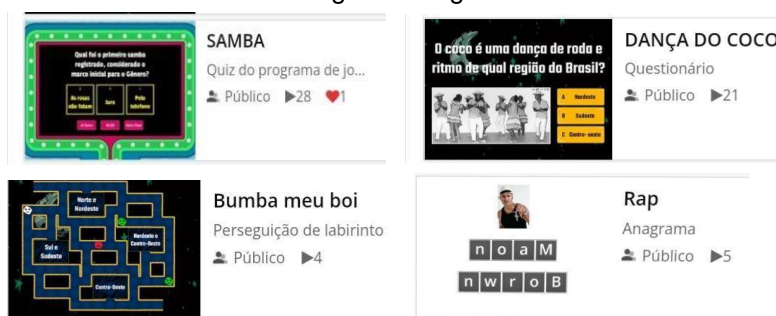 SAMBA
Quiz do programa de jo...
Público 28 1
Qual foi o primeiro samba
registrado, considerado o
marco inicial para o Gênero?
As rosas
não falam
Jura
Pelo
telefone
DANÇA DO COCO
Questionário
Público 21
O coco é uma dança de roda e
ritmo de qual região do Brasil?
A Nordeste
B Sudeste
C Centro-oeste
Bumba meu boi
Perseguição de labirinto
Público 4
Norte e
Nordeste
Nordeste e
Centro-Oeste
Sul e
Sudeste
Centro-Oeste
Rap
Anagrama
Público 5
n o a M
n w r o B